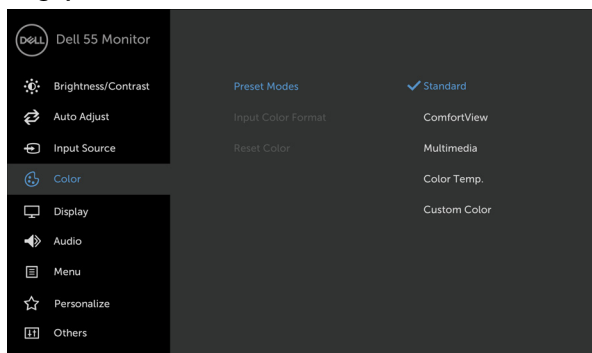 DELL Dell 55 Monitor
Brightness/Contrast Preset Modes Standard
Auto Adjust Input Color Format ComfortView
Input Source Reset Color Multimedia
Color Color Temp.
Display Custom Color
Audio
Menu
Personalize
Others